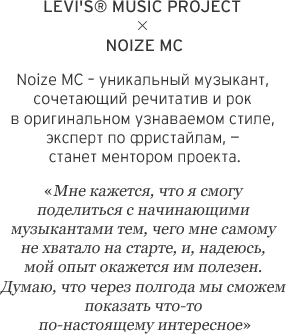 LEVI'S® MUSIC PROJECT
×
NOIZE MC
Noize MC – уникальный музыкант,
сочетающий речитатив и рок
в оригинальном узнаваемом стиле,
эксперт по фристайлам, –
станет ментором проекта.
«Мне кажется, что я смогу
поделиться с начинающими
музыкантами тем, чего мне самому
не хватало на старте, и, надеюсь,
мой опыт окажется им полезен.
Думаю, что через полгода мы сможем
показать что-то
по-настоящему интересное»